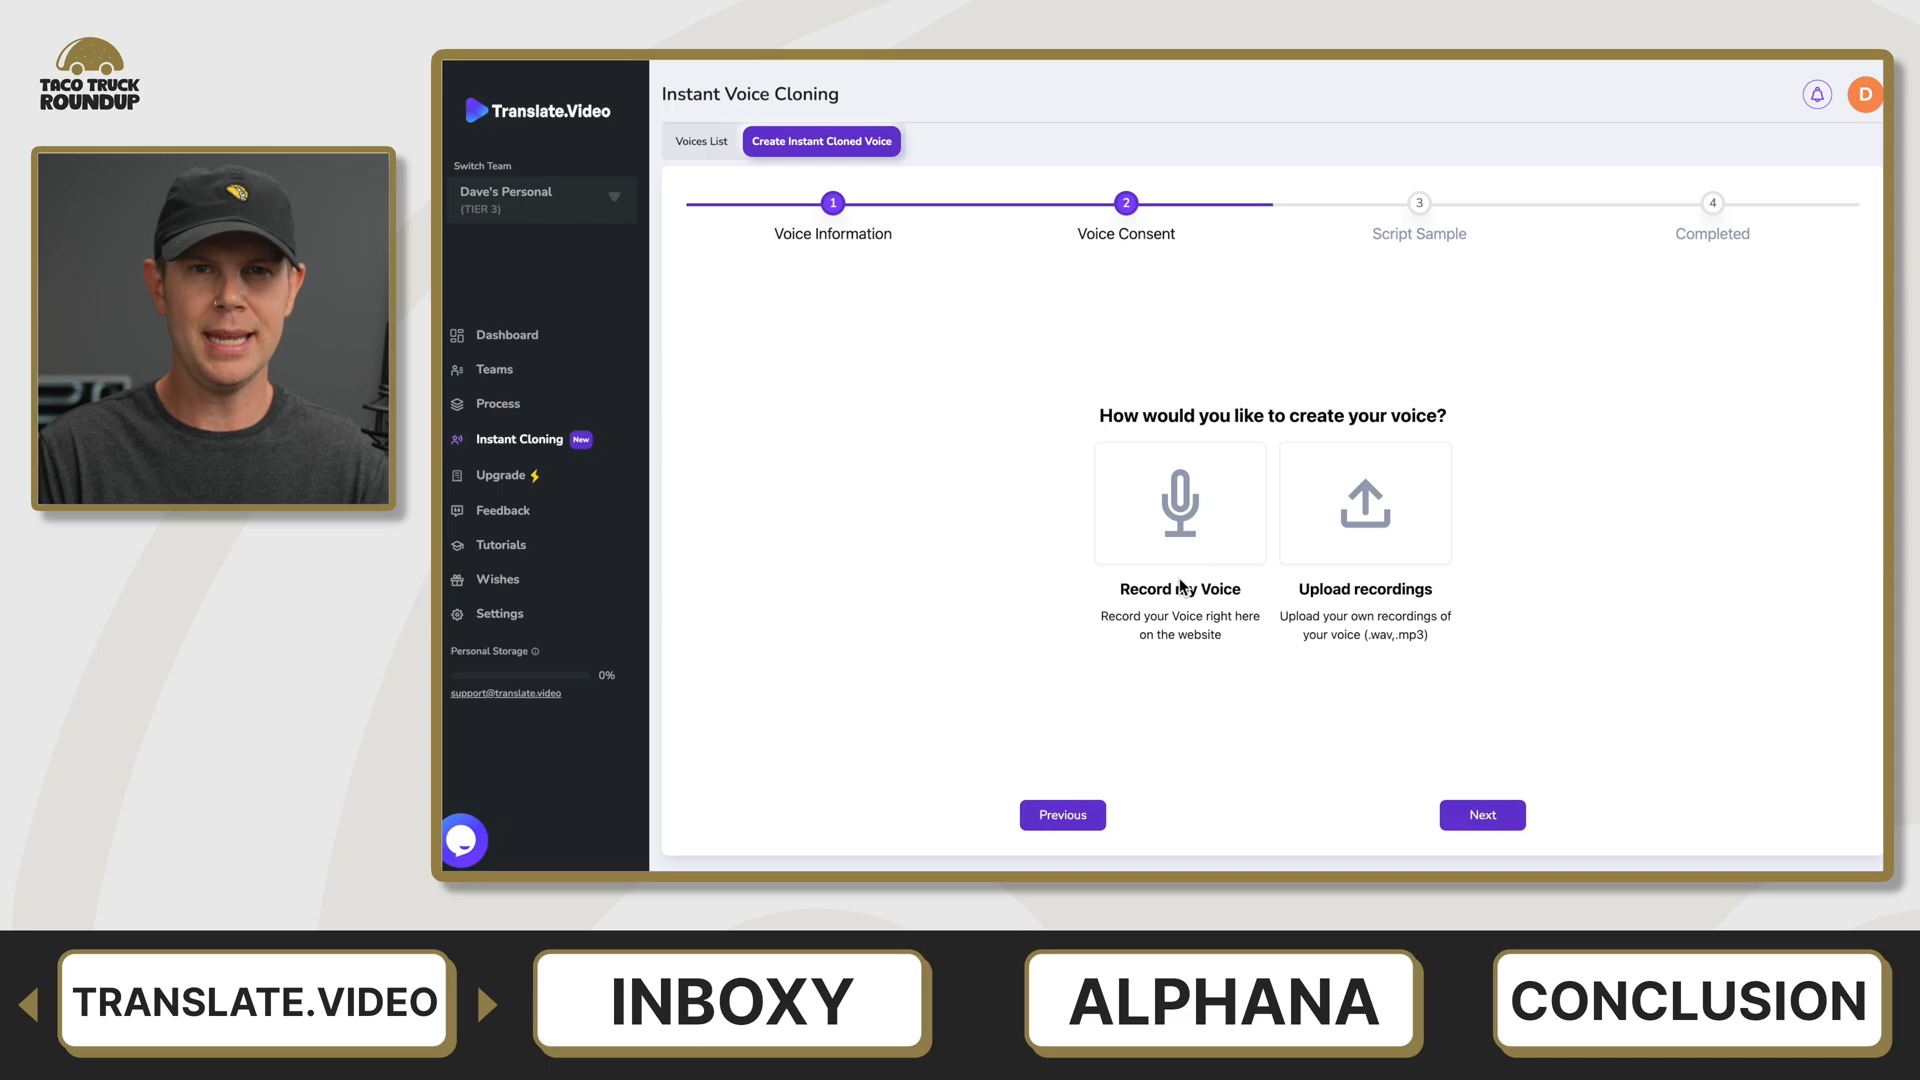 TACO TRUCK
ROUNDUP
Translate.Video
Switch Team
Dave's Personal
(TIER 3)
Dashboard
Teams
Process
Instant Cloning New
Upgrade
Feedback
Tutorials
Wishes
Settings
Personal Storage
0%
support@translate.video
Instant Voice Cloning
D
Voices List
Create Instant Cloned Voice
1
2
3
4
Voice Information
Voice Consent
Script Sample
Completed
How would you like to create your voice?
Record my Voice
Record your Voice right here
on the website
Upload recordings
Upload your own recordings of
your voice (.wav,.mp3)
Previous
Next
TRANSLATE.VIDEO
INBOXY
ALPHANA
CONCLUSION